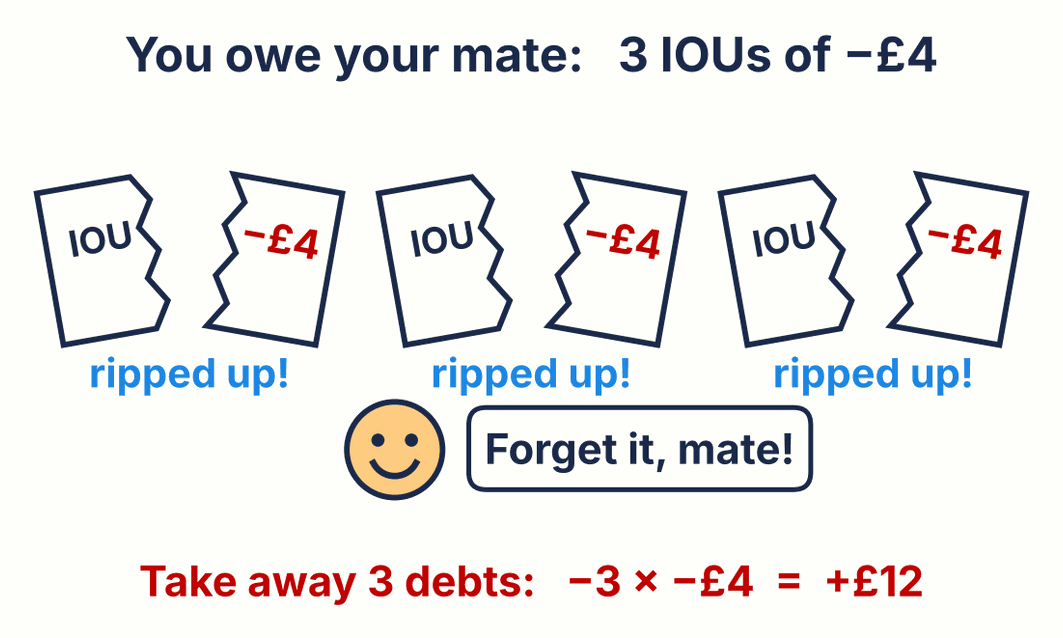 You owe your mate: 3 IOUs of −£4
IOU −£4 IOU −£4 IOU −£4
ripped up! ripped up! ripped up!
Forget it, mate!
Take away 3 debts: −3 × −£4 = +£12